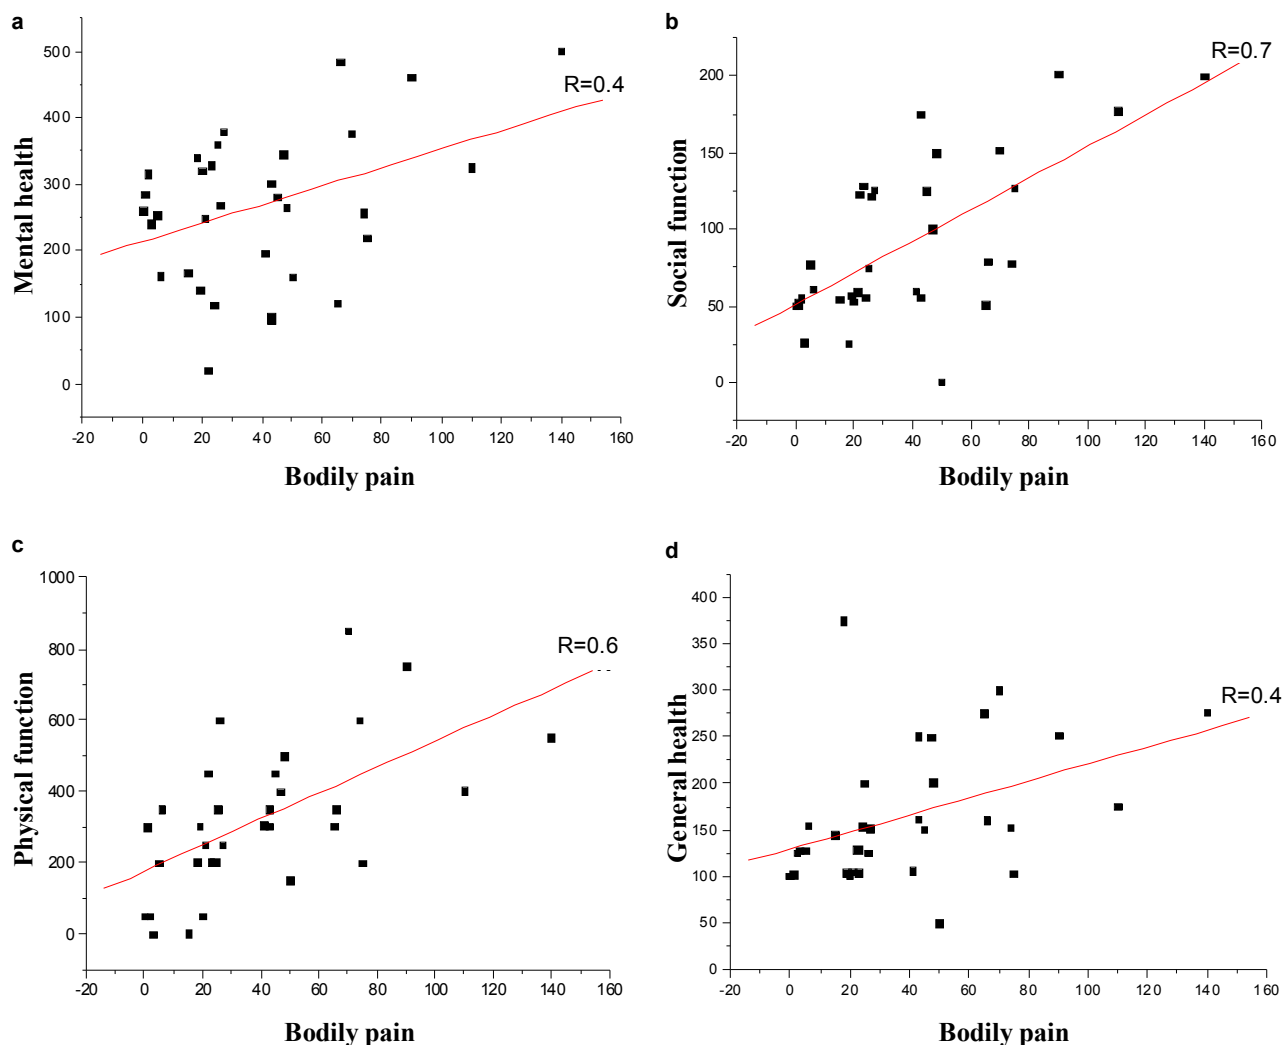 a
R=0.4
Mental health
500
400
300
200
100
0
-20 0 20 40 60 80 100 120 140 160
Bodily pain
b
R=0.7
Social function
200
150
100
50
0
-20 0 20 40 60 80 100 120 140 160
Bodily pain
c
R=0.6
Physical function
1000
800
600
400
200
0
-20 0 20 40 60 80 100 120 140 160
Bodily pain
d
R=0.4
General health
400
350
300
250
200
150
100
50
0
-20 0 20 40 60 80 100 120 140 160
Bodily pain